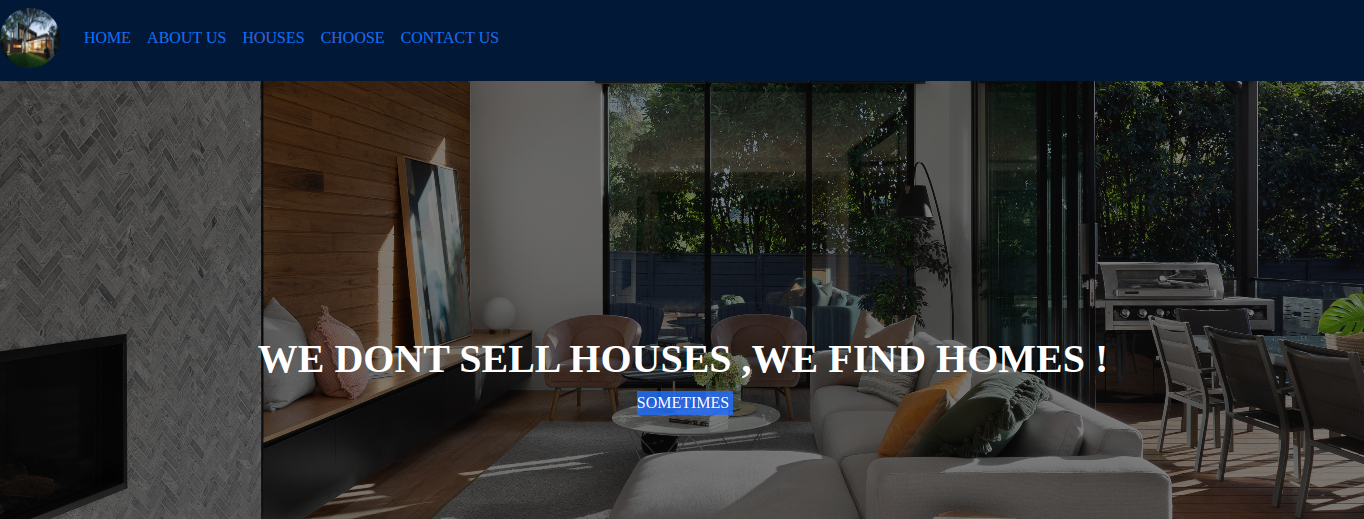 HOME ABOUT US HOUSES CHOOSE CONTACT US
WE DONT SELL HOUSES ,WE FIND HOMES !
SOMETIMES